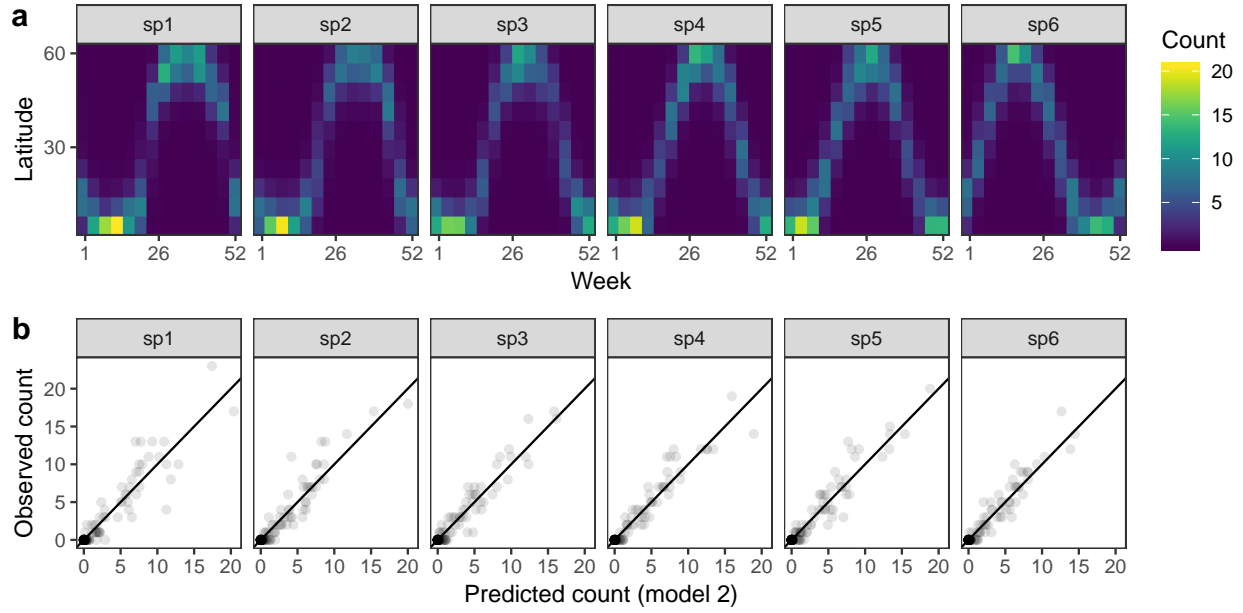 a
sp1 sp2 sp3 sp4 sp5 sp6
60
30
Latitude
1 26 52 1 26 52 1 26 52 1 26 52 1 26 52 1 26 52
Week
Count
20
15
10
5
b
sp1 sp2 sp3 sp4 sp5 sp6
20
15
10
5
0
Observed count
0 5 10 15 20 0 5 10 15 20 0 5 10 15 20 0 5 10 15 20 0 5 10 15 20 0 5 10 15 20
Predicted count (model 2)